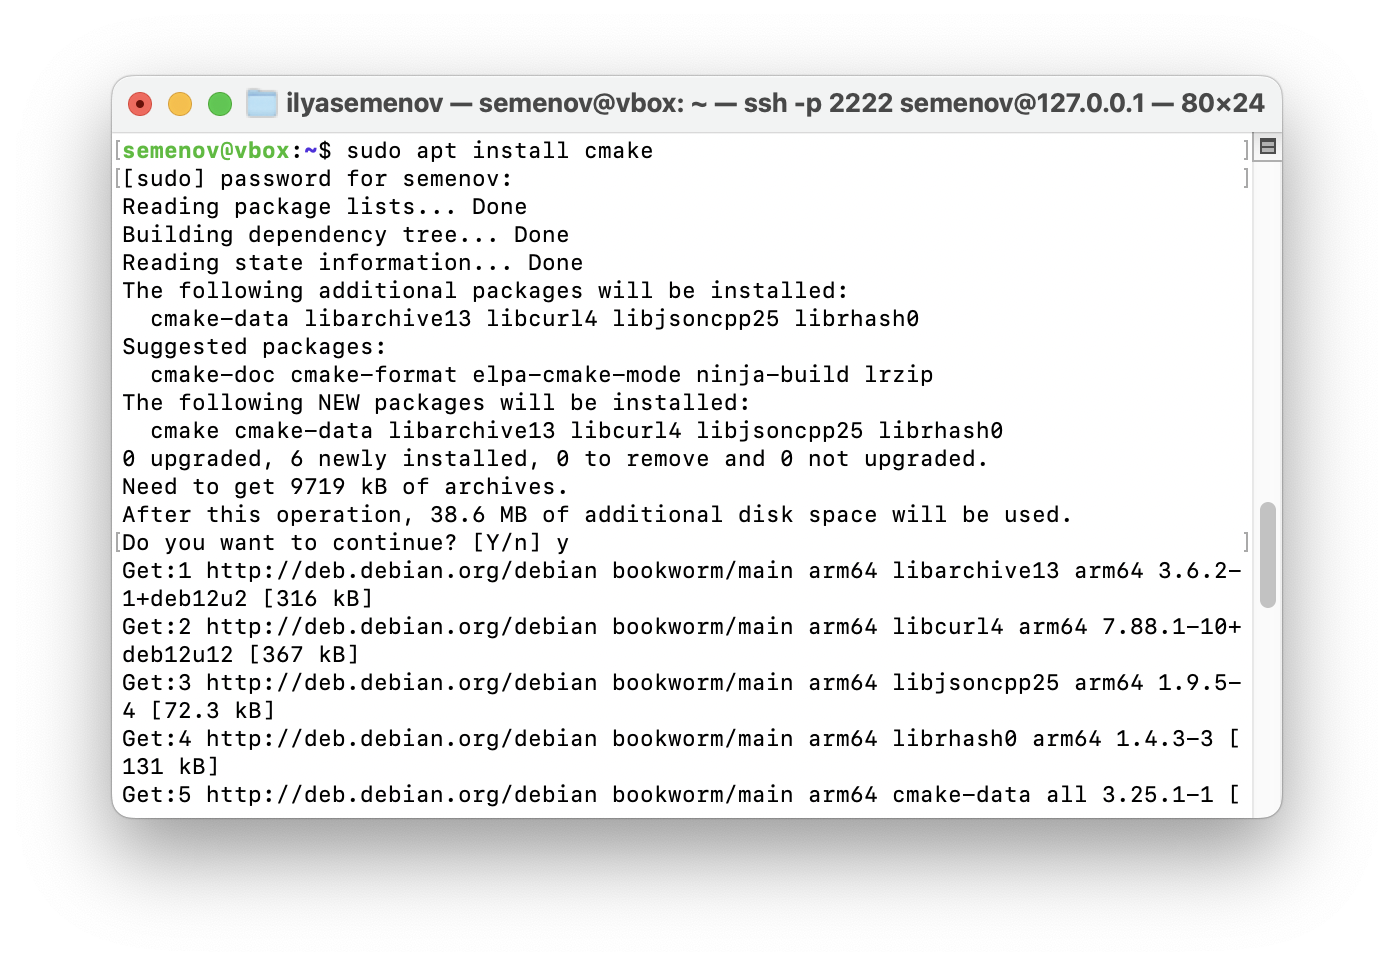 ilyasemenov — semenov@vbox: ~ — ssh -p 2222 semenov@127.0.0.1 — 80×24
semenov@vbox:~$ sudo apt install cmake
[sudo] password for semenov:
Reading package lists... Done
Building dependency tree... Done
Reading state information... Done
The following additional packages will be installed:
  cmake-data libarchive13 libcurl4 libjsoncpp25 librhash0
Suggested packages:
  cmake-doc cmake-format elpa-cmake-mode ninja-build lrzip
The following NEW packages will be installed:
  cmake cmake-data libarchive13 libcurl4 libjsoncpp25 librhash0
0 upgraded, 6 newly installed, 0 to remove and 0 not upgraded.
Need to get 9719 kB of archives.
After this operation, 38.6 MB of additional disk space will be used.
Do you want to continue? [Y/n] y
Get:1 http://deb.debian.org/debian bookworm/main arm64 libarchive13 arm64 3.6.2-
1+deb12u2 [316 kB]
Get:2 http://deb.debian.org/debian bookworm/main arm64 libcurl4 arm64 7.88.1-10+
deb12u12 [367 kB]
Get:3 http://deb.debian.org/debian bookworm/main arm64 libjsoncpp25 arm64 1.9.5-
4 [72.3 kB]
Get:4 http://deb.debian.org/debian bookworm/main arm64 librhash0 arm64 1.4.3-3 [
131 kB]
Get:5 http://deb.debian.org/debian bookworm/main arm64 cmake-data all 3.25.1-1 [